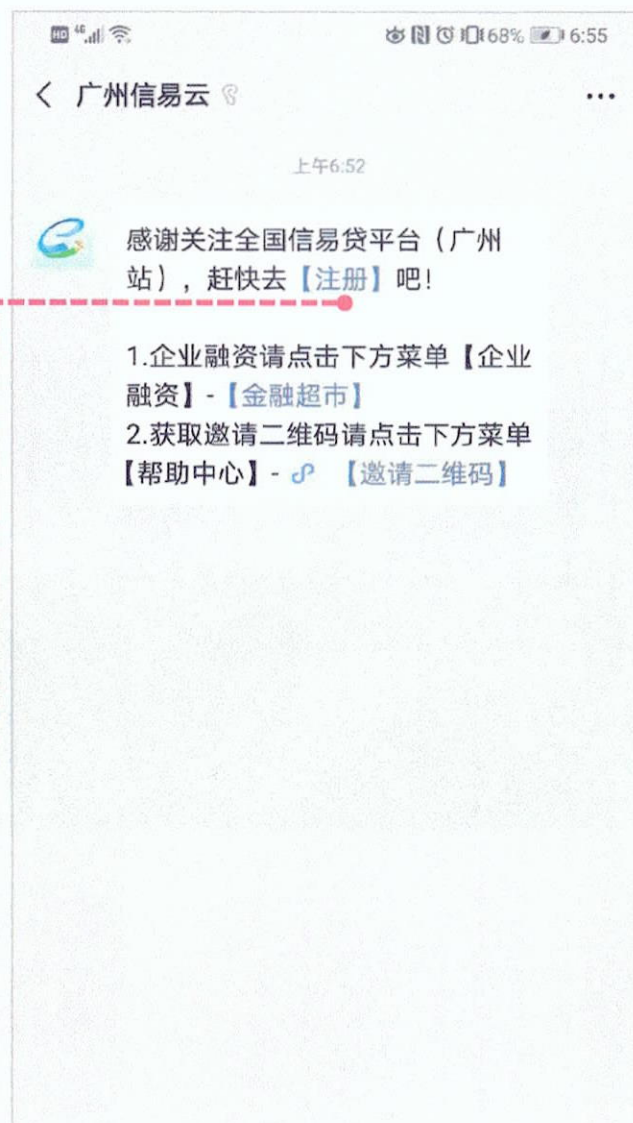 HD 4G 68% 6:55
广州信易云
上午6:52
感谢关注全国信易贷平台（广州
站），赶快去【注册】吧！
1.企业融资请点击下方菜单【企业
融资】-【金融超市】
2.获取邀请二维码请点击下方菜单
【帮助中心】- 【邀请二维码】